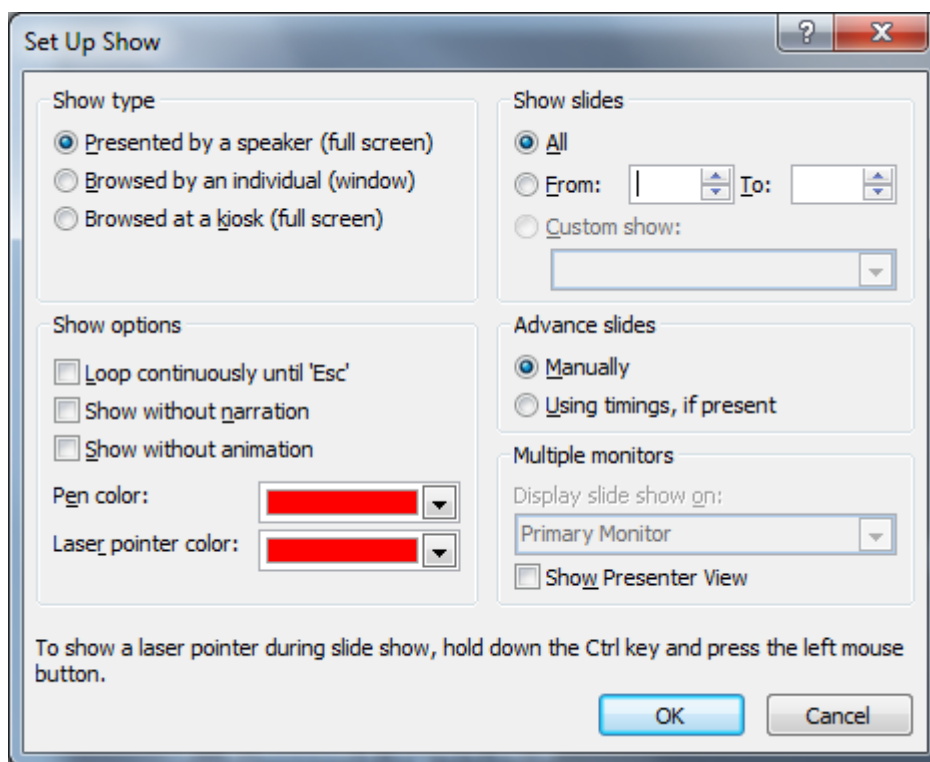 Set Up Show
Show type
Presented by a speaker (full screen)
Browsed by an individual (window)
Browsed at a kiosk (full screen)
Show slides
All
From: To:
Custom show:
Show options
Loop continuously until 'Esc'
Show without narration
Show without animation
Pen color:
Laser pointer color:
Advance slides
Manually
Using timings, if present
Multiple monitors
Display slide show on:
Primary Monitor
Show Presenter View
To show a laser pointer during slide show, hold down the Ctrl key and press the left mouse
button.
OK Cancel